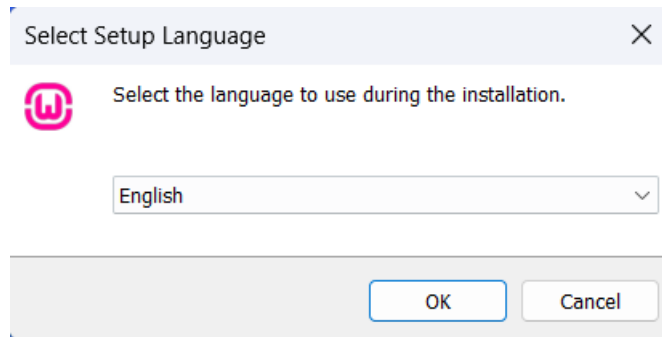 Select Setup Language
Select the language to use during the installation.
English
OK
Cancel